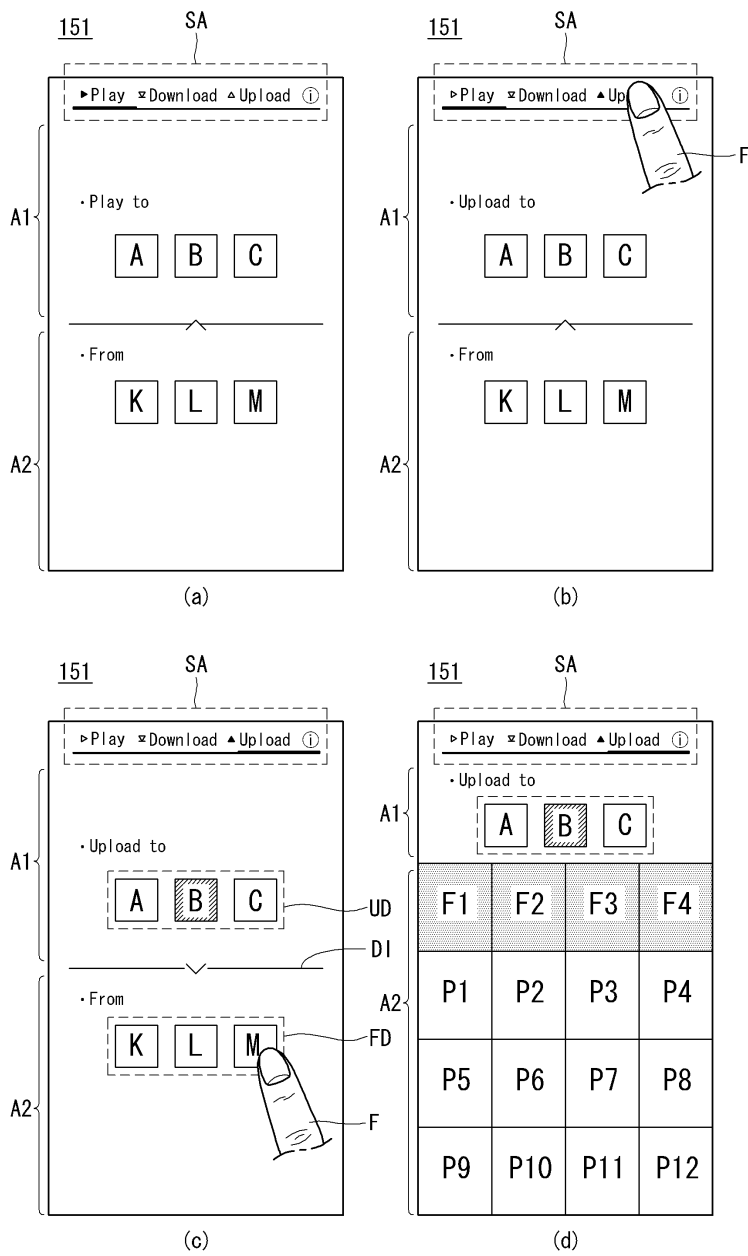 151
SA
▶Play ⧖Download △Upload ⓘ
A1
·Play to
A B C
·From
K L M
A2
(a)
151
SA
▷Play ⧖Download ▲Up ⓘ
F
A1
·Upload to
A B C
·From
K L M
A2
(b)
151
SA
▷Play ⧖Download ▲Upload ⓘ
A1
·Upload to
A B C
UD
DI
·From
K L M
FD
A2
F
(c)
151
SA
▷Play ⧖Download ▲Upload ⓘ
·Upload to
A1
A B C
F1 F2 F3 F4
P1 P2 P3 P4
A2
P5 P6 P7 P8
P9 P10 P11 P12
(d)